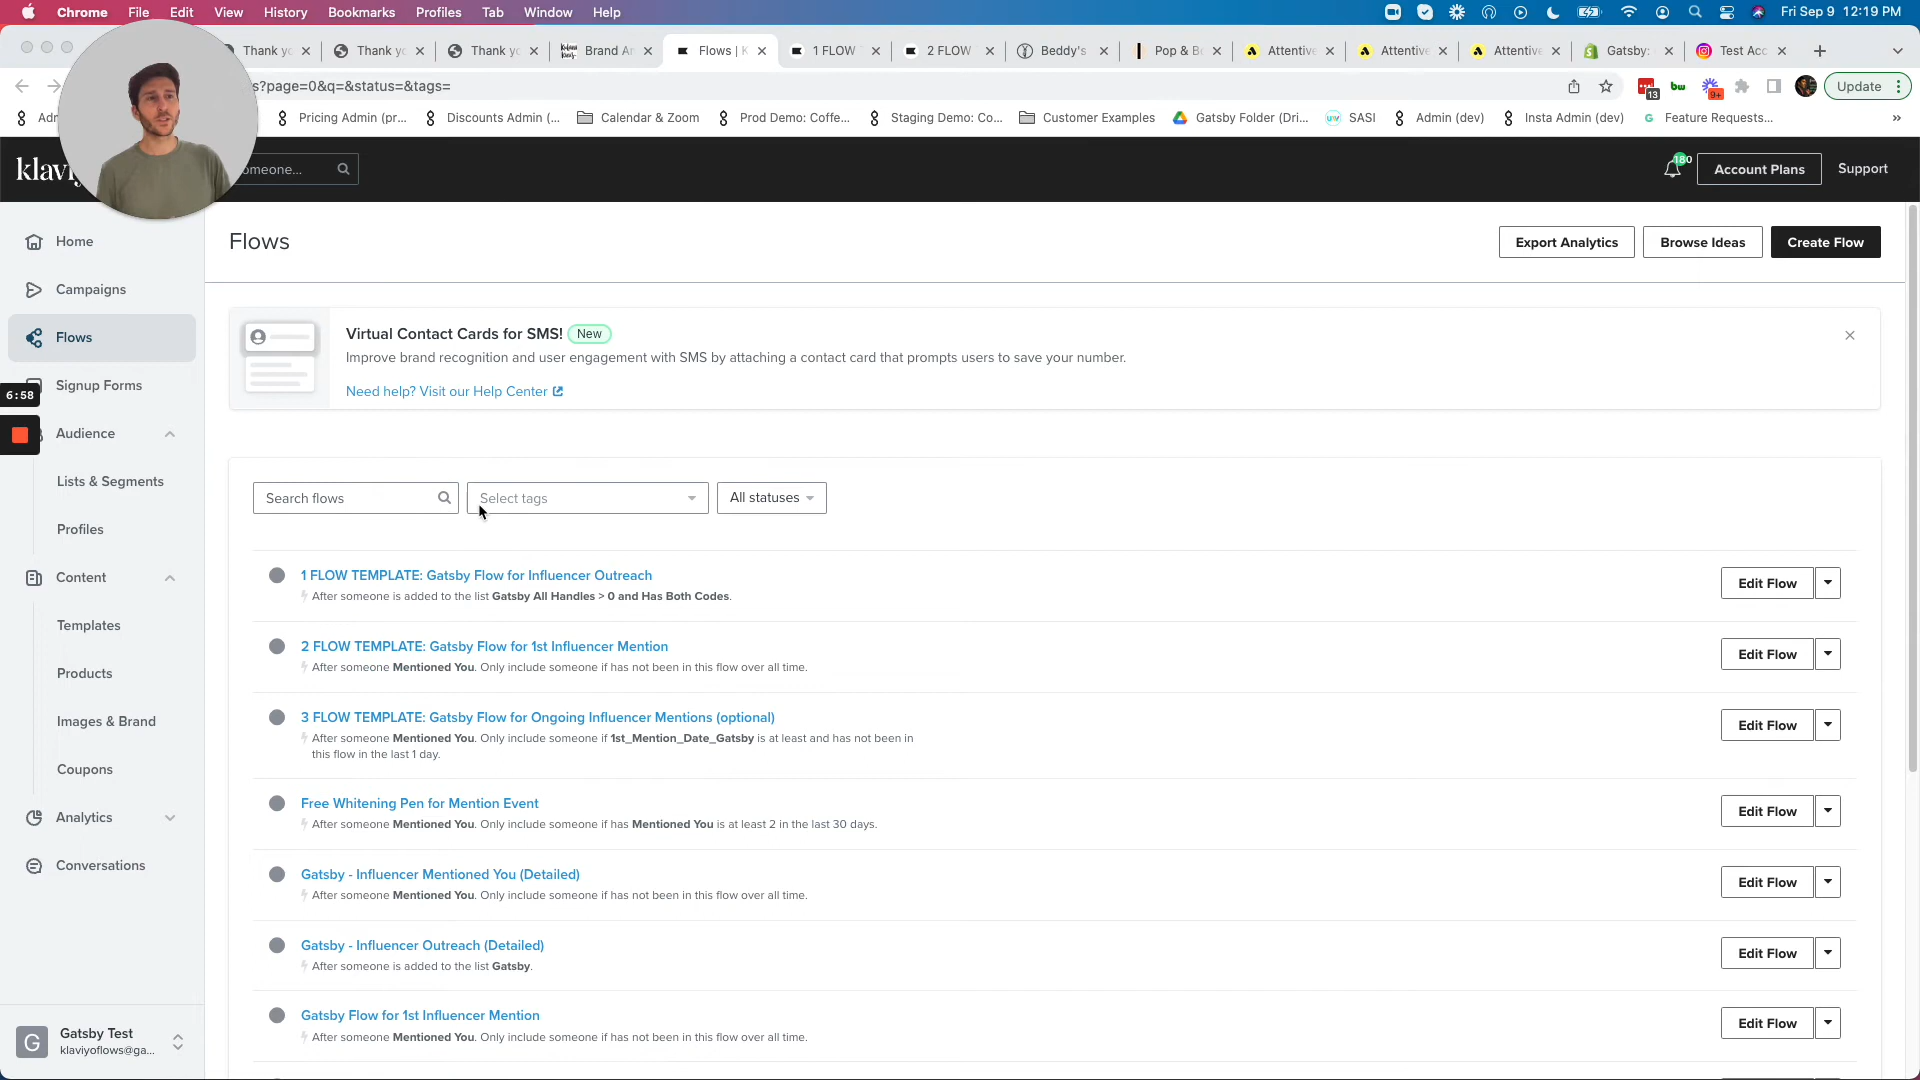 Chrome File Edit View History Bookmarks Profiles Tab Window Help
Fri Sep 9 12:19 PM
Thank yo
Thank yo
Thank yo
Brand An
Flows | K
1 FLOW
2 FLOW
Beddy's
Pop & Bo
Attentive
Attentive
Attentive
Gatsby:
Test Acc
s?page=0&q=&status=&tags=
13
bw
9+
Update
Adm
Pricing Admin (pr...
Discounts Admin (...
Calendar & Zoom
Prod Demo: Coffe...
Staging Demo: Co...
Customer Examples
Gatsby Folder (Dri...
SASI
Admin (dev)
Insta Admin (dev)
Feature Requests...
»
klaviyo
omeone...
180
Account Plans
Support
Home
Campaigns
Flows
Signup Forms
6:58
Audience
Lists & Segments
Profiles
Content
Templates
Products
Images & Brand
Coupons
Analytics
Conversations
G
Gatsby Test
klaviyoflows@ga...
Flows
Export Analytics
Browse Ideas
Create Flow
Virtual Contact Cards for SMS! New
Improve brand recognition and user engagement with SMS by attaching a contact card that prompts users to save your number.
Need help? Visit our Help Center
Search flows
Select tags
All statuses
1 FLOW TEMPLATE: Gatsby Flow for Influencer Outreach
After someone is added to the list Gatsby All Handles > 0 and Has Both Codes.
Edit Flow
2 FLOW TEMPLATE: Gatsby Flow for 1st Influencer Mention
After someone Mentioned You. Only include someone if has not been in this flow over all time.
Edit Flow
3 FLOW TEMPLATE: Gatsby Flow for Ongoing Influencer Mentions (optional)
After someone Mentioned You. Only include someone if 1st_Mention_Date_Gatsby is at least and has not been in
this flow in the last 1 day.
Edit Flow
Free Whitening Pen for Mention Event
After someone Mentioned You. Only include someone if has Mentioned You is at least 2 in the last 30 days.
Edit Flow
Gatsby - Influencer Mentioned You (Detailed)
After someone Mentioned You. Only include someone if has not been in this flow over all time.
Edit Flow
Gatsby - Influencer Outreach (Detailed)
After someone is added to the list Gatsby.
Edit Flow
Gatsby Flow for 1st Influencer Mention
After someone Mentioned You. Only include someone if has not been in this flow over all time.
Edit Flow